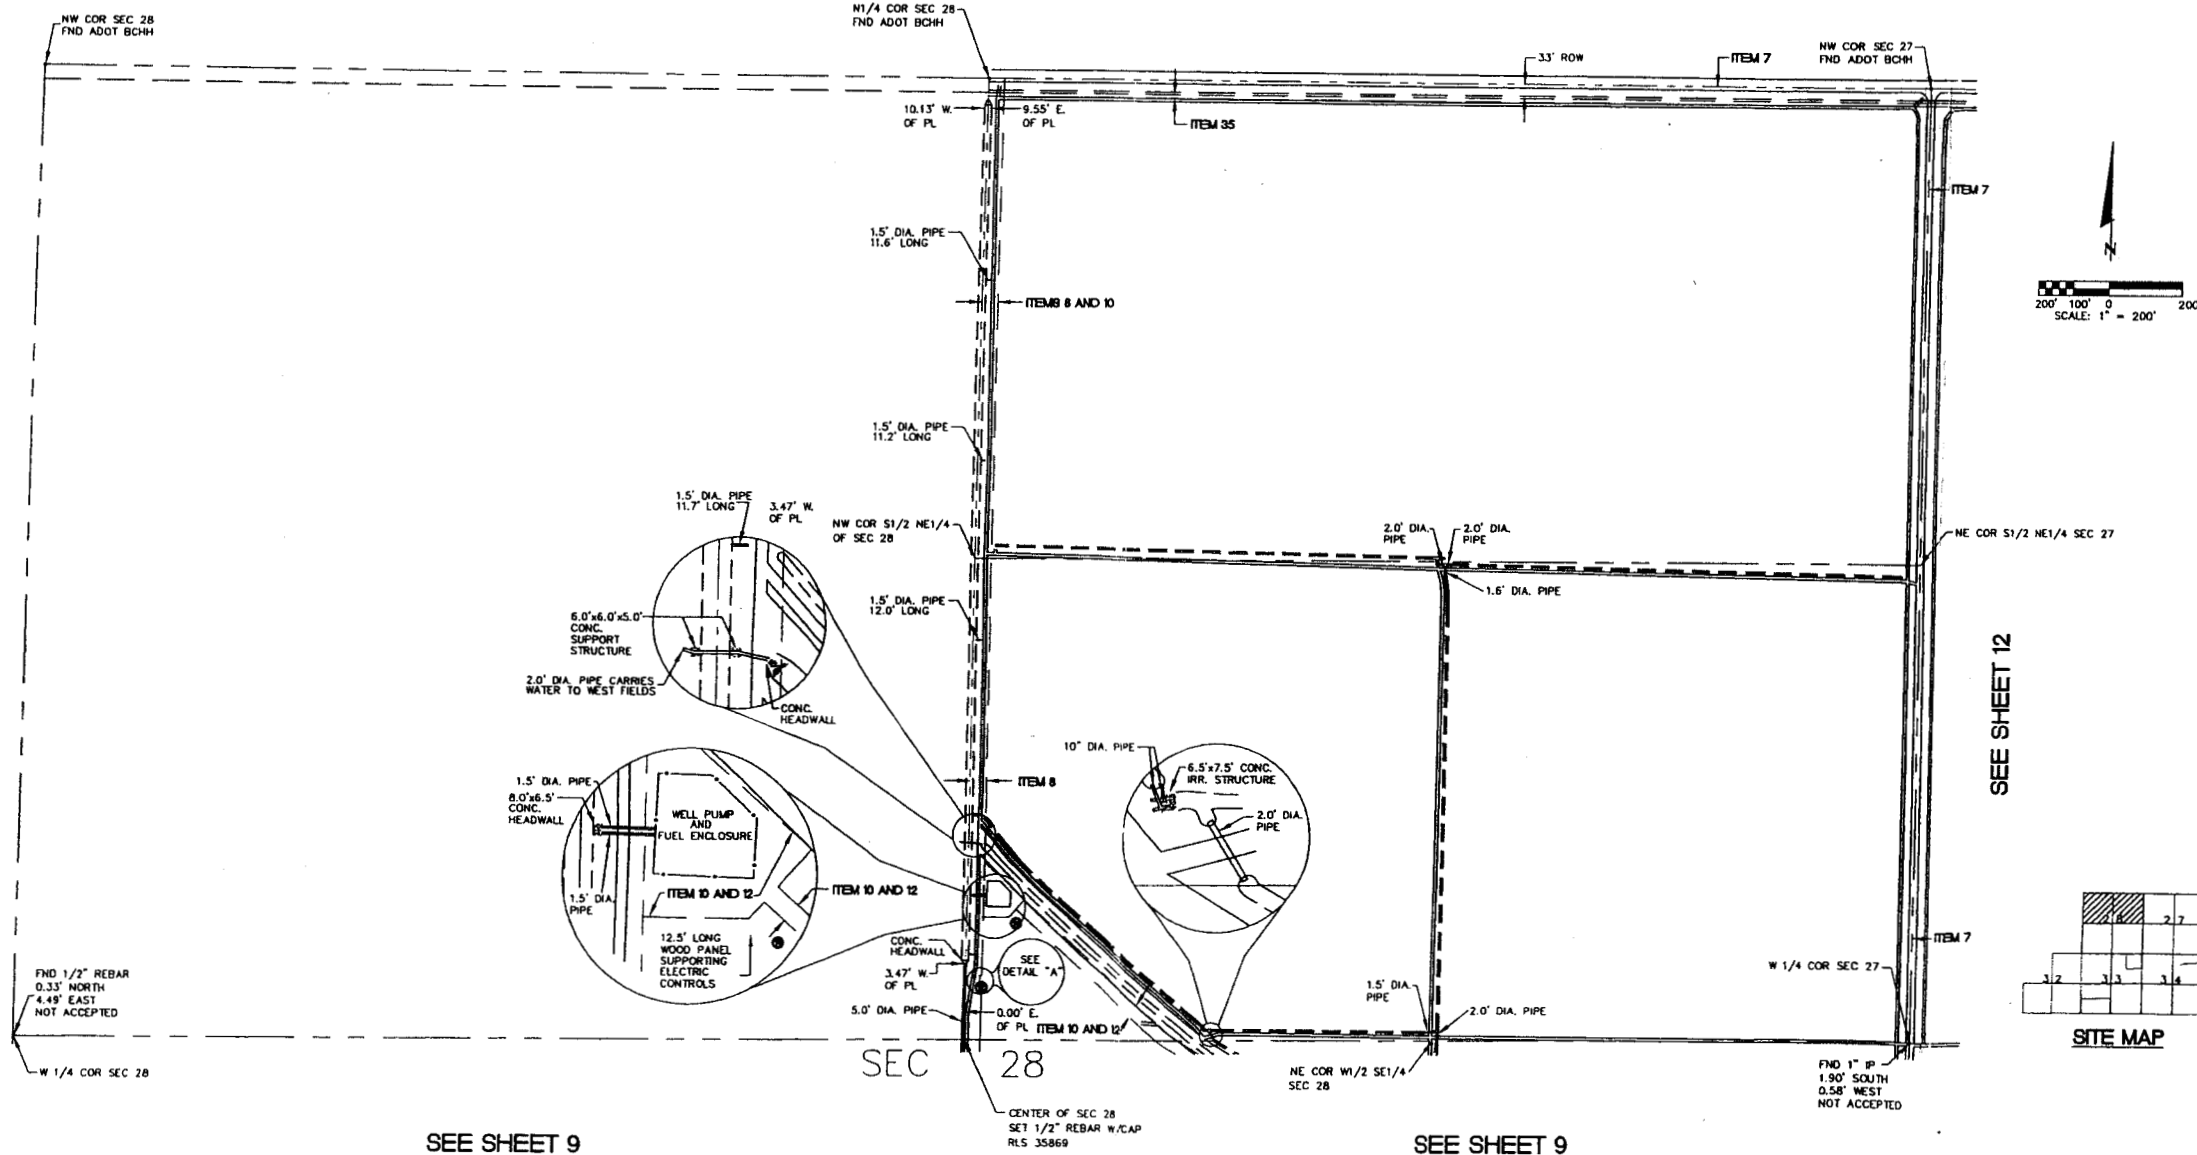 NW COR SEC 28
FND ADOT BCHH
N1/4 COR SEC 28
FND ADOT BCHH
33' ROW
ITEM 7
NW COR SEC 27
FND ADOT BCHH
10.13' W.
OF PL
9.55' E.
OF PL
ITEM 35
ITEM 7
1.5' DIA. PIPE
11.6' LONG
ITEMS 8 AND 10
N
200' 100' 0 200
SCALE: 1" = 200'
1.5' DIA. PIPE
11.2' LONG
1.5' DIA. PIPE
11.7' LONG
3.47' W.
OF PL
NW COR S1/2 NE1/4
OF SEC 28
2.0' DIA.
PIPE
2.0' DIA.
PIPE
NE COR S1/2 NE1/4 SEC 27
1.6' DIA. PIPE
1.5' DIA. PIPE
12.0' LONG
6.0'x6.0'x5.0'
CONC.
SUPPORT
STRUCTURE
2.0' DIA. PIPE CARRIES
WATER TO WEST FIELDS
CONC.
HEADWALL
SEE SHEET 12
10" DIA. PIPE
6.5'x7.5' CONC.
IRR. STRUCTURE
2.0' DIA.
PIPE
ITEM 8
1.5' DIA. PIPE
8.0'x6.5'
CONC.
HEADWALL
WELL PUMP
AND
FUEL ENCLOSURE
1.5' DIA.
PIPE
ITEM 10 AND 12
ITEM 10 AND 12
12.5' LONG
WOOD PANEL
SUPPORTING
ELECTRIC
CONTROLS
CONC.
HEADWALL
3.47' W.
OF PL
SEE
DETAIL "A"
5.0' DIA. PIPE
0.00' E.
OF PL
ITEM 10 AND 12
1.5' DIA.
PIPE
2.0' DIA. PIPE
ITEM 7
W 1/4 COR SEC 27
FND 1/2" REBAR
0.33' NORTH
4.49' EAST
NOT ACCEPTED
W 1/4 COR SEC 28
SEC 28
NE COR W1/2 SE1/4
SEC 28
FND 1" IP
1.90' SOUTH
0.58' WEST
NOT ACCEPTED
28 27
32 33 34
SITE MAP
CENTER OF SEC 28
SET 1/2" REBAR W/CAP
RLS 35869
SEE SHEET 9
SEE SHEET 9